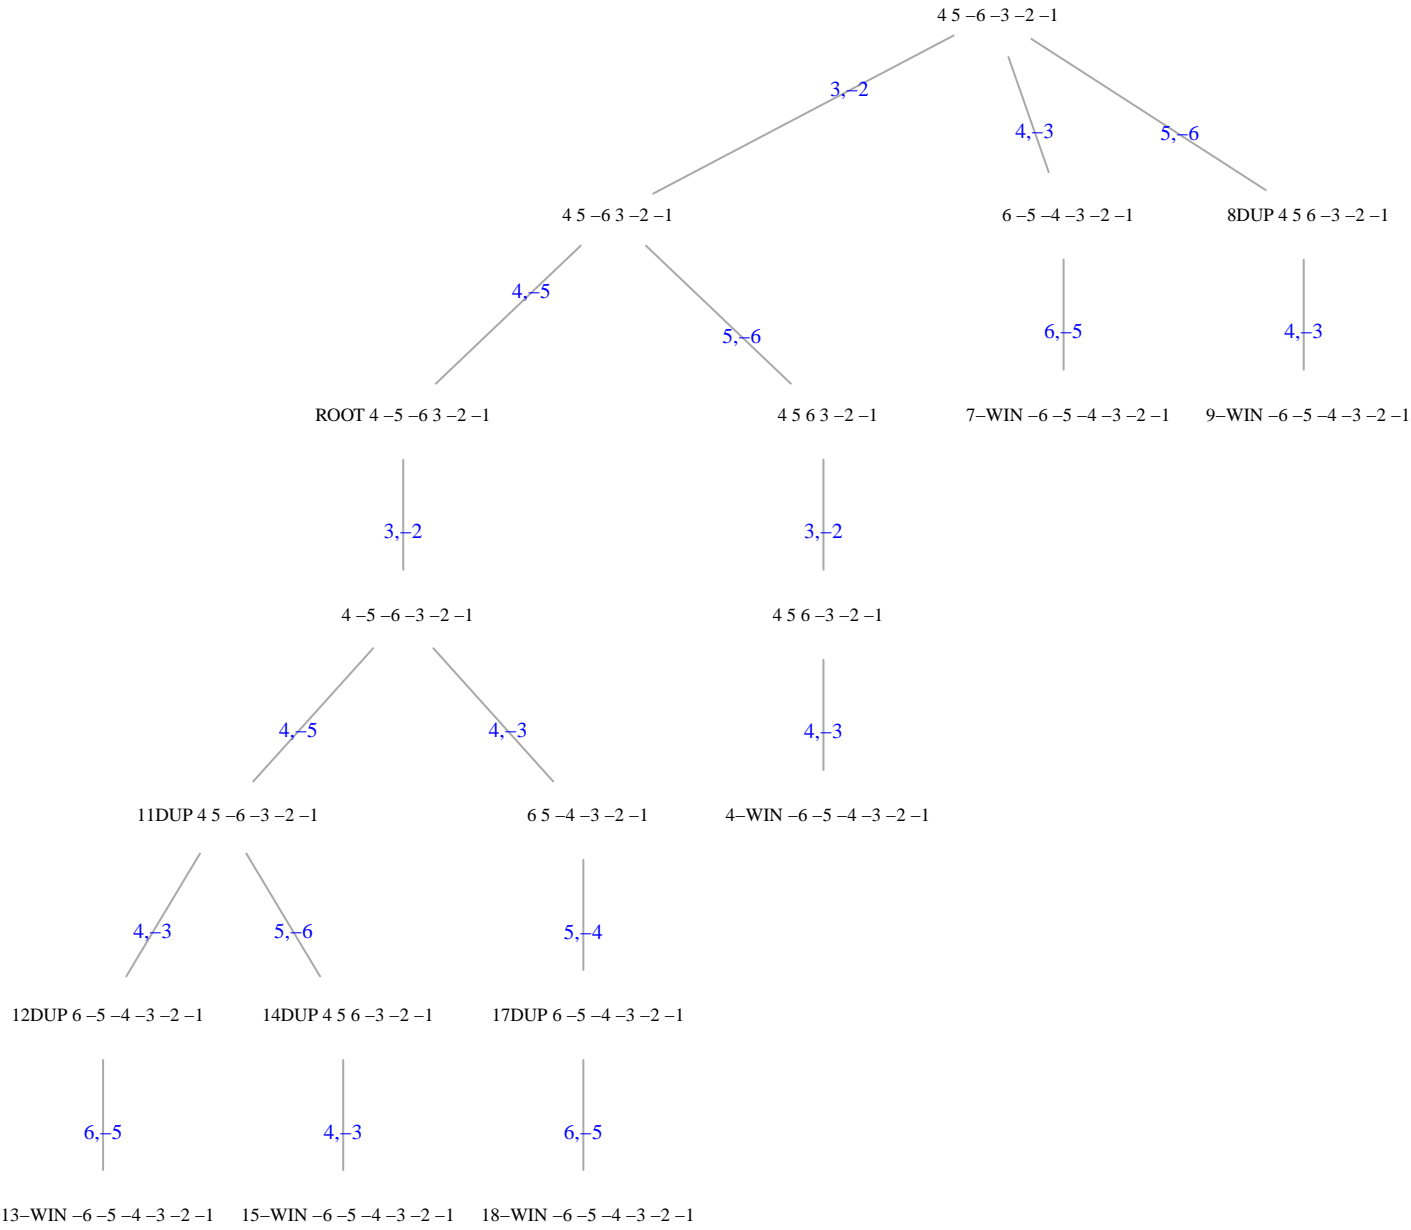 4 5 –6 –3 –2 –1
3,–2
4,–3
5,–6
4 5 –6 3 –2 –1
6 –5 –4 –3 –2 –1
8DUP 4 5 6 –3 –2 –1
4,–5
5,–6
6,–5
4,–3
ROOT 4 –5 –6 3 –2 –1
4 5 6 3 –2 –1
7–WIN –6 –5 –4 –3 –2 –1
9–WIN –6 –5 –4 –3 –2 –1
3,–2
3,–2
4 –5 –6 –3 –2 –1
4 5 6 –3 –2 –1
4,–5
4,–3
4,–3
11DUP 4 5 –6 –3 –2 –1
6 5 –4 –3 –2 –1
4–WIN –6 –5 –4 –3 –2 –1
4,–3
5,–6
5,–4
12DUP 6 –5 –4 –3 –2 –1
14DUP 4 5 6 –3 –2 –1
17DUP 6 –5 –4 –3 –2 –1
6,–5
4,–3
6,–5
13–WIN –6 –5 –4 –3 –2 –1
15–WIN –6 –5 –4 –3 –2 –1
18–WIN –6 –5 –4 –3 –2 –1